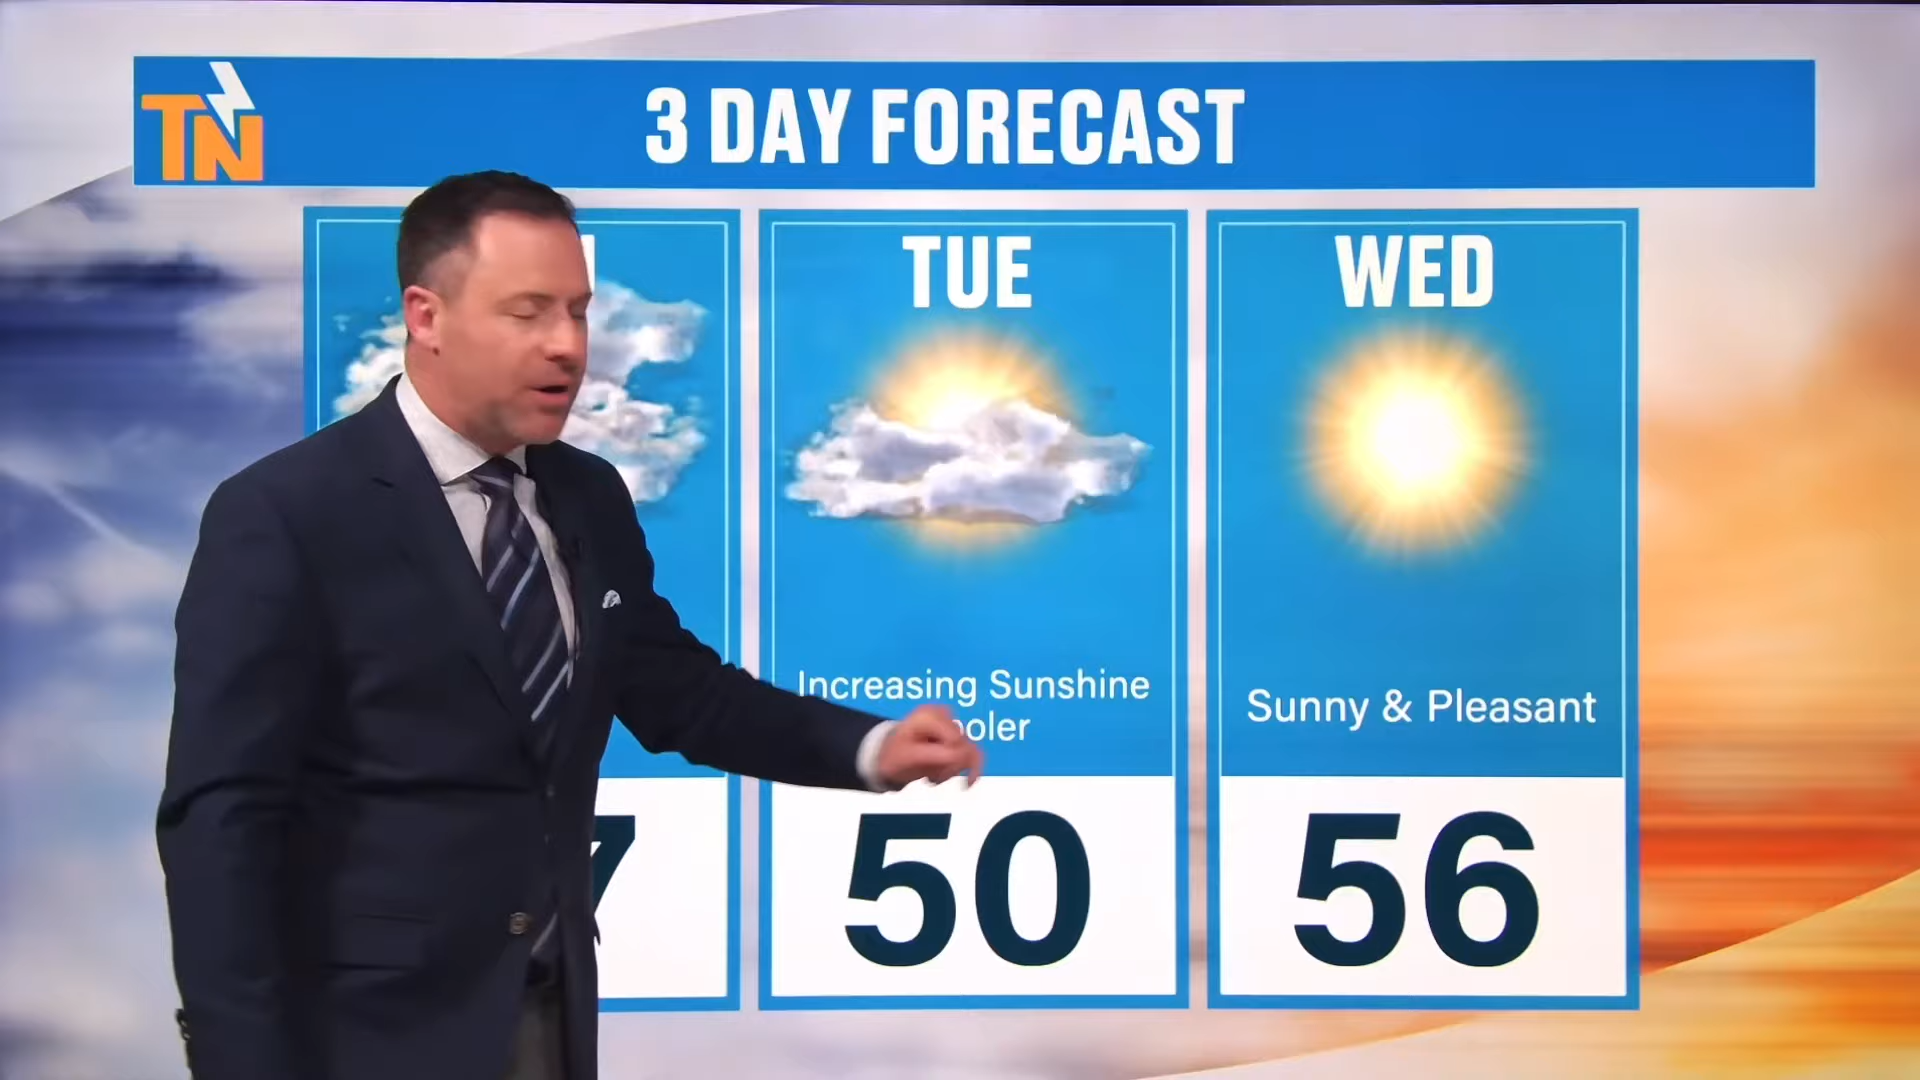 TN
3 DAY FORECAST
TUE
WED
Increasing Sunshine
Sunny & Pleasant
50
56